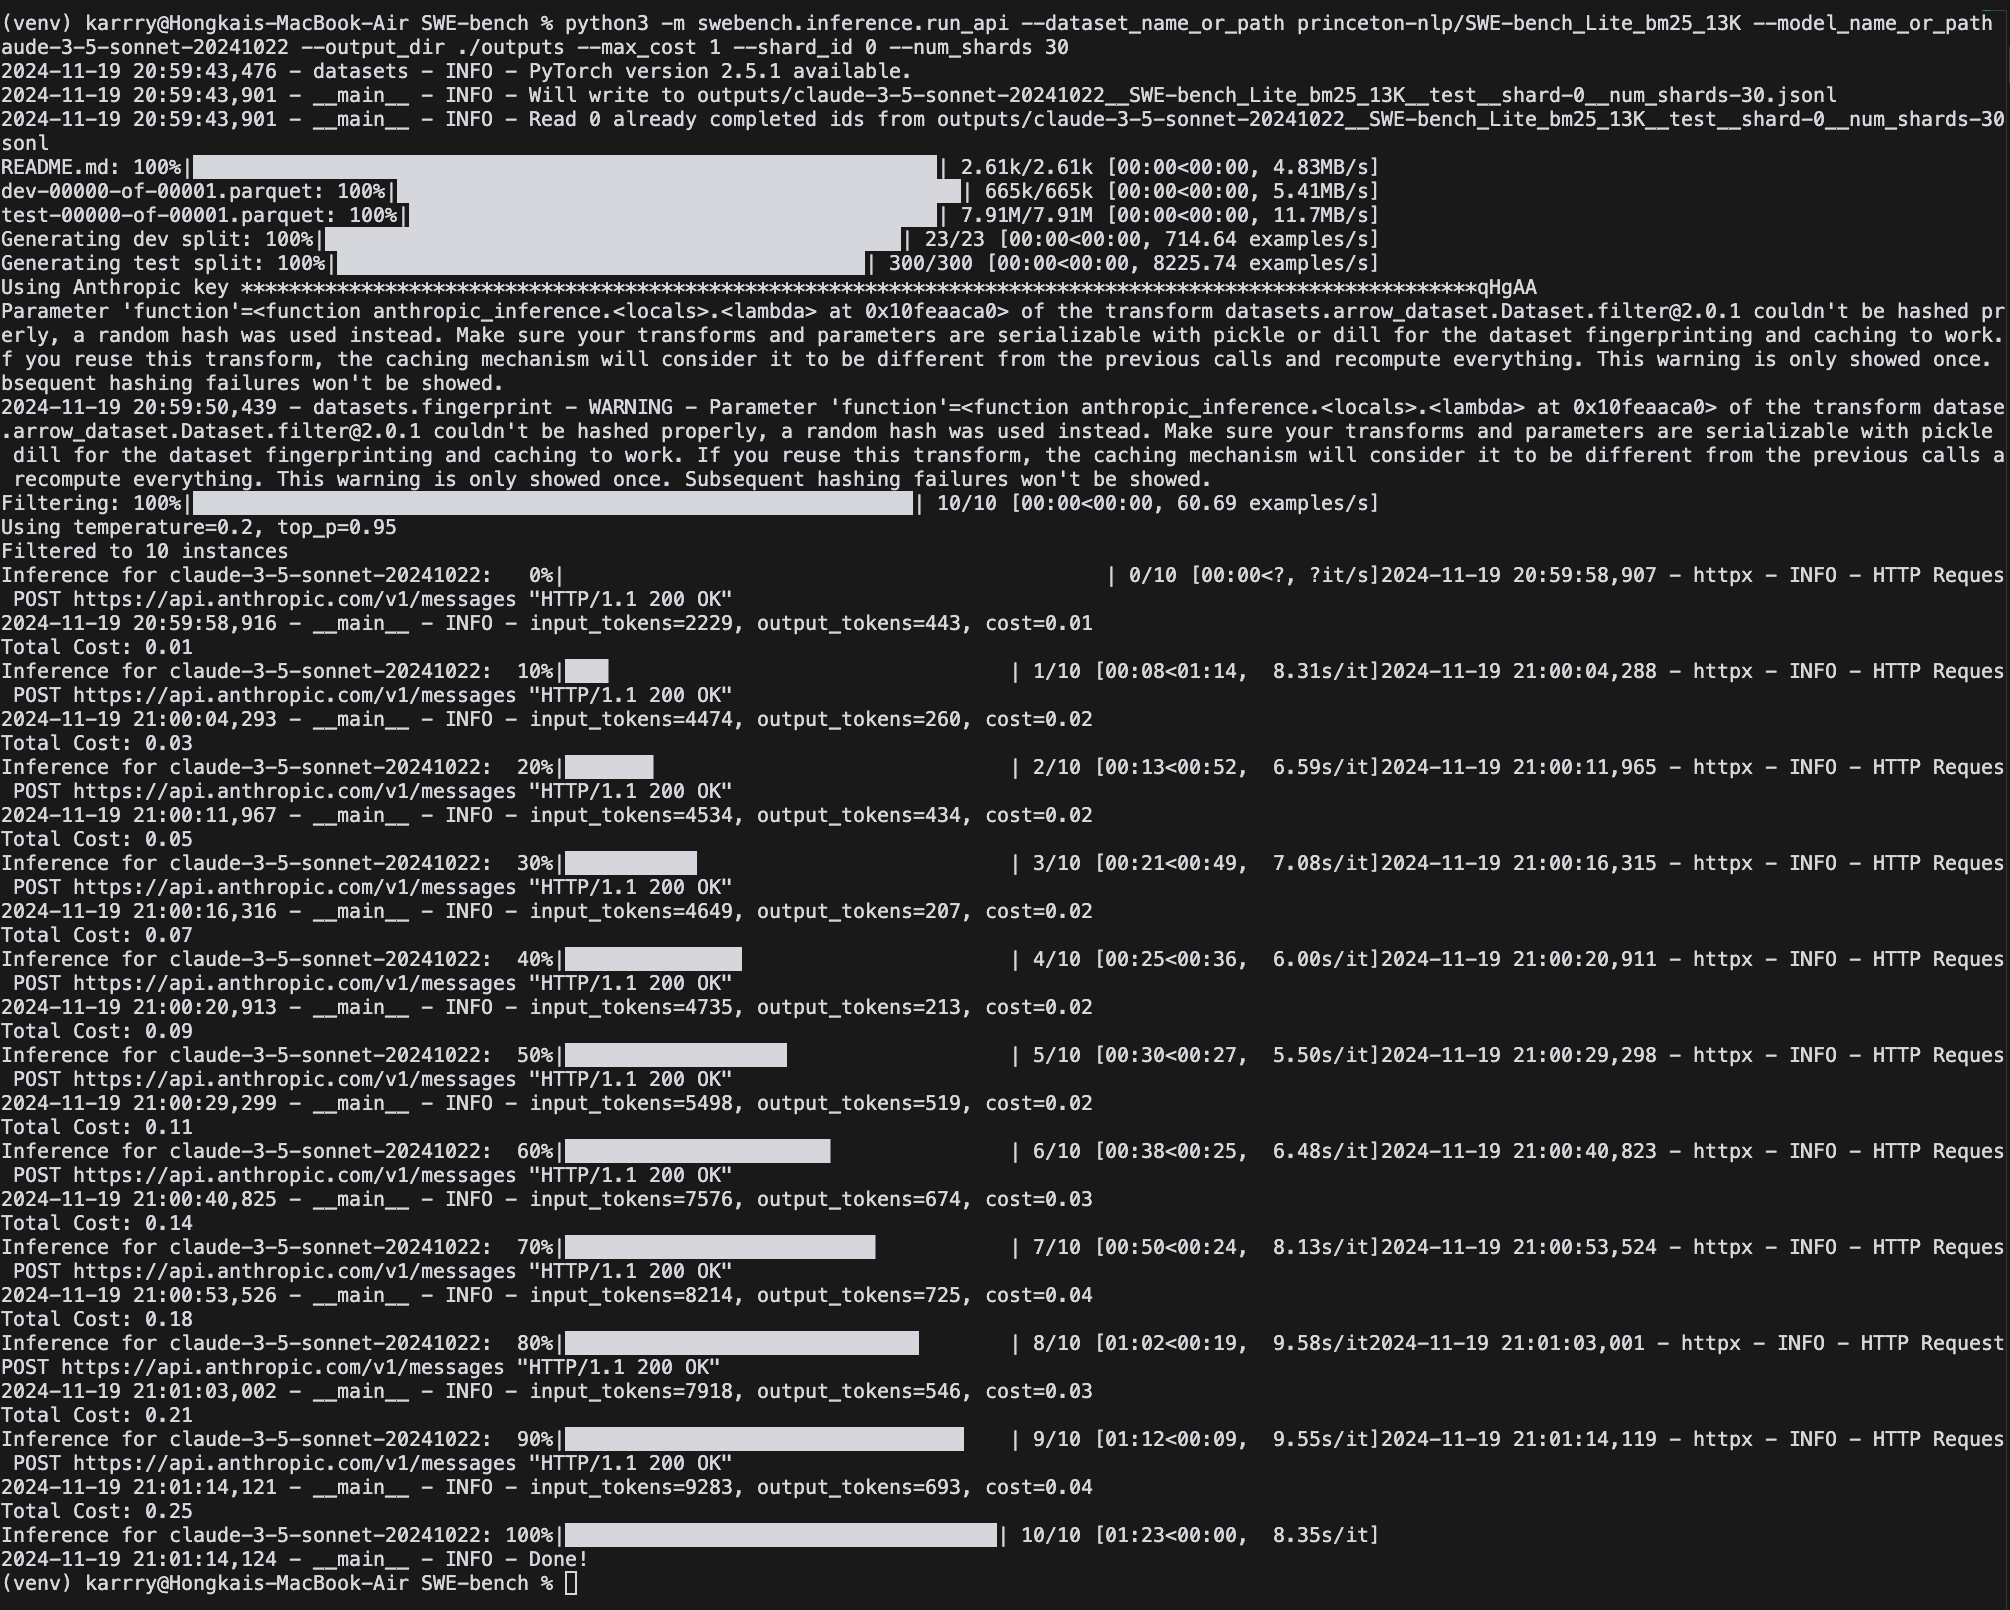 (venv) karrry@Hongkais-MacBook-Air SWE-bench % python3 -m swebench.inference.run_api --dataset_name_or_path princeton-nlp/SWE-bench_Lite_bm25_13K --model_name_or_path
aude-3-5-sonnet-20241022 --output_dir ./outputs --max_cost 1 --shard_id 0 --num_shards 30
2024-11-19 20:59:43,476 - datasets - INFO - PyTorch version 2.5.1 available.
2024-11-19 20:59:43,901 - __main__ - INFO - Will write to outputs/claude-3-5-sonnet-20241022__SWE-bench_Lite_bm25_13K__test__shard-0__num_shards-30.jsonl
2024-11-19 20:59:43,901 - __main__ - INFO - Read 0 already completed ids from outputs/claude-3-5-sonnet-20241022__SWE-bench_Lite_bm25_13K__test__shard-0__num_shards-30
sonl
README.md: 100%| | 2.61k/2.61k [00:00<00:00, 4.83MB/s]
dev-00000-of-00001.parquet: 100%| | 665k/665k [00:00<00:00, 5.41MB/s]
test-00000-of-00001.parquet: 100%| | 7.91M/7.91M [00:00<00:00, 11.7MB/s]
Generating dev split: 100%| | 23/23 [00:00<00:00, 714.64 examples/s]
Generating test split: 100%| | 300/300 [00:00<00:00, 8225.74 examples/s]
Using Anthropic key *******************************************************************************************************qHgAA
Parameter 'function'=<function anthropic_inference.<locals>.<lambda> at 0x10feaaca0> of the transform datasets.arrow_dataset.Dataset.filter@2.0.1 couldn't be hashed pr
erly, a random hash was used instead. Make sure your transforms and parameters are serializable with pickle or dill for the dataset fingerprinting and caching to work.
f you reuse this transform, the caching mechanism will consider it to be different from the previous calls and recompute everything. This warning is only showed once.
bsequent hashing failures won't be showed.
2024-11-19 20:59:50,439 - datasets.fingerprint - WARNING - Parameter 'function'=<function anthropic_inference.<locals>.<lambda> at 0x10feaaca0> of the transform datase
.arrow_dataset.Dataset.filter@2.0.1 couldn't be hashed properly, a random hash was used instead. Make sure your transforms and parameters are serializable with pickle
dill for the dataset fingerprinting and caching to work. If you reuse this transform, the caching mechanism will consider it to be different from the previous calls a
recompute everything. This warning is only showed once. Subsequent hashing failures won't be showed.
Filtering: 100%| | 10/10 [00:00<00:00, 60.69 examples/s]
Using temperature=0.2, top_p=0.95
Filtered to 10 instances
Inference for claude-3-5-sonnet-20241022:   0%| | 0/10 [00:00<?, ?it/s]2024-11-19 20:59:58,907 - httpx - INFO - HTTP Reques
POST https://api.anthropic.com/v1/messages "HTTP/1.1 200 OK"
2024-11-19 20:59:58,916 - __main__ - INFO - input_tokens=2229, output_tokens=443, cost=0.01
Total Cost: 0.01
Inference for claude-3-5-sonnet-20241022:  10%| | 1/10 [00:08<01:14,  8.31s/it]2024-11-19 21:00:04,288 - httpx - INFO - HTTP Reques
POST https://api.anthropic.com/v1/messages "HTTP/1.1 200 OK"
2024-11-19 21:00:04,293 - __main__ - INFO - input_tokens=4474, output_tokens=260, cost=0.02
Total Cost: 0.03
Inference for claude-3-5-sonnet-20241022:  20%| | 2/10 [00:13<00:52,  6.59s/it]2024-11-19 21:00:11,965 - httpx - INFO - HTTP Reques
POST https://api.anthropic.com/v1/messages "HTTP/1.1 200 OK"
2024-11-19 21:00:11,967 - __main__ - INFO - input_tokens=4534, output_tokens=434, cost=0.02
Total Cost: 0.05
Inference for claude-3-5-sonnet-20241022:  30%| | 3/10 [00:21<00:49,  7.08s/it]2024-11-19 21:00:16,315 - httpx - INFO - HTTP Reques
POST https://api.anthropic.com/v1/messages "HTTP/1.1 200 OK"
2024-11-19 21:00:16,316 - __main__ - INFO - input_tokens=4649, output_tokens=207, cost=0.02
Total Cost: 0.07
Inference for claude-3-5-sonnet-20241022:  40%| | 4/10 [00:25<00:36,  6.00s/it]2024-11-19 21:00:20,911 - httpx - INFO - HTTP Reques
POST https://api.anthropic.com/v1/messages "HTTP/1.1 200 OK"
2024-11-19 21:00:20,913 - __main__ - INFO - input_tokens=4735, output_tokens=213, cost=0.02
Total Cost: 0.09
Inference for claude-3-5-sonnet-20241022:  50%| | 5/10 [00:30<00:27,  5.50s/it]2024-11-19 21:00:29,298 - httpx - INFO - HTTP Reques
POST https://api.anthropic.com/v1/messages "HTTP/1.1 200 OK"
2024-11-19 21:00:29,299 - __main__ - INFO - input_tokens=5498, output_tokens=519, cost=0.02
Total Cost: 0.11
Inference for claude-3-5-sonnet-20241022:  60%| | 6/10 [00:38<00:25,  6.48s/it]2024-11-19 21:00:40,823 - httpx - INFO - HTTP Reques
POST https://api.anthropic.com/v1/messages "HTTP/1.1 200 OK"
2024-11-19 21:00:40,825 - __main__ - INFO - input_tokens=7576, output_tokens=674, cost=0.03
Total Cost: 0.14
Inference for claude-3-5-sonnet-20241022:  70%| | 7/10 [00:50<00:24,  8.13s/it]2024-11-19 21:00:53,524 - httpx - INFO - HTTP Reques
POST https://api.anthropic.com/v1/messages "HTTP/1.1 200 OK"
2024-11-19 21:00:53,526 - __main__ - INFO - input_tokens=8214, output_tokens=725, cost=0.04
Total Cost: 0.18
Inference for claude-3-5-sonnet-20241022:  80%| | 8/10 [01:02<00:19,  9.58s/it2024-11-19 21:01:03,001 - httpx - INFO - HTTP Request
POST https://api.anthropic.com/v1/messages "HTTP/1.1 200 OK"
2024-11-19 21:01:03,002 - __main__ - INFO - input_tokens=7918, output_tokens=546, cost=0.03
Total Cost: 0.21
Inference for claude-3-5-sonnet-20241022:  90%| | 9/10 [01:12<00:09,  9.55s/it]2024-11-19 21:01:14,119 - httpx - INFO - HTTP Reques
POST https://api.anthropic.com/v1/messages "HTTP/1.1 200 OK"
2024-11-19 21:01:14,121 - __main__ - INFO - input_tokens=9283, output_tokens=693, cost=0.04
Total Cost: 0.25
Inference for claude-3-5-sonnet-20241022: 100%| | 10/10 [01:23<00:00,  8.35s/it]
2024-11-19 21:01:14,124 - __main__ - INFO - Done!
(venv) karrry@Hongkais-MacBook-Air SWE-bench %